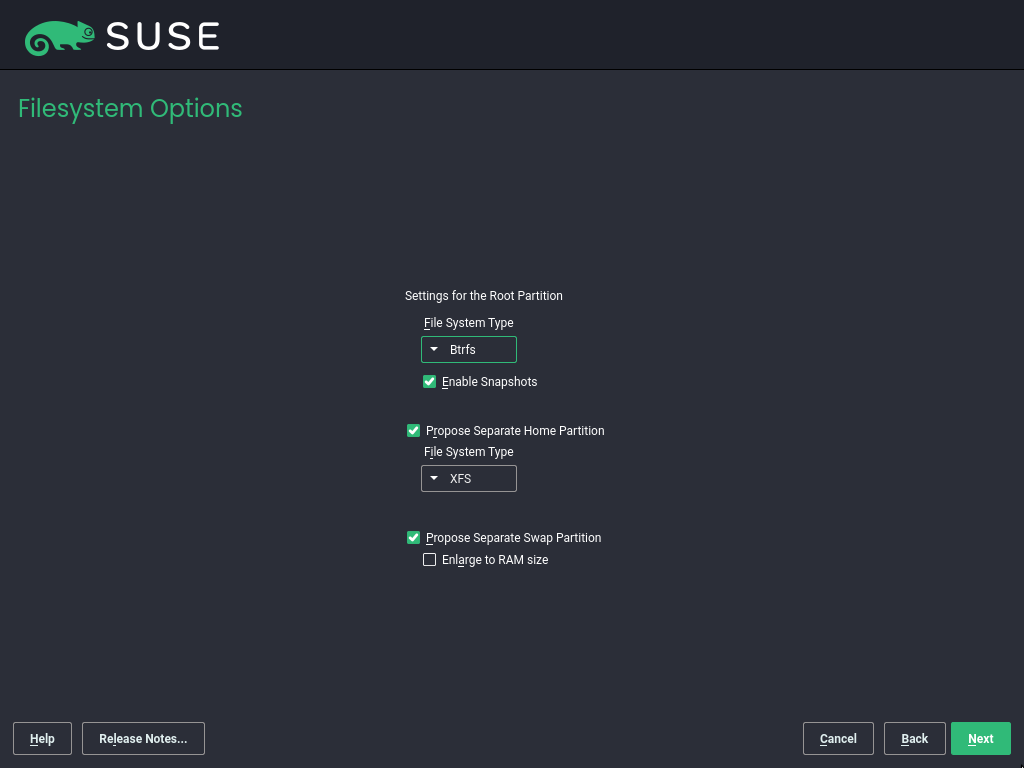 SUSE
Filesystem Options
Settings for the Root Partition
File System Type
Btrfs
Enable Snapshots
Propose Separate Home Partition
File System Type
XFS
Propose Separate Swap Partition
Enlarge to RAM size
Help Release Notes... Cancel Back Next